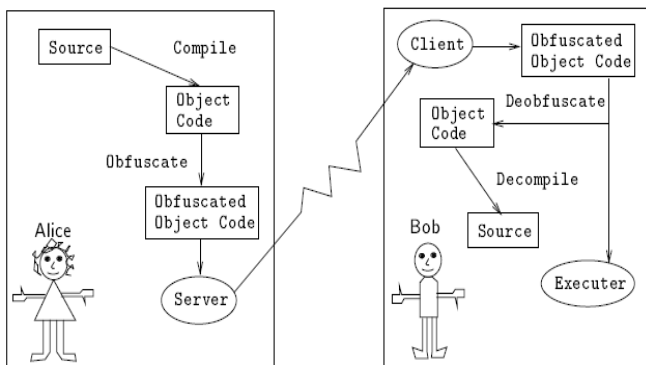 Source
Compile
Object
Code
Obfuscate
Obfuscated
Object Code
Alice
Server
Client
Obfuscated
Object Code
Deobfuscate
Object
Code
Decompile
Source
Bob
Executer